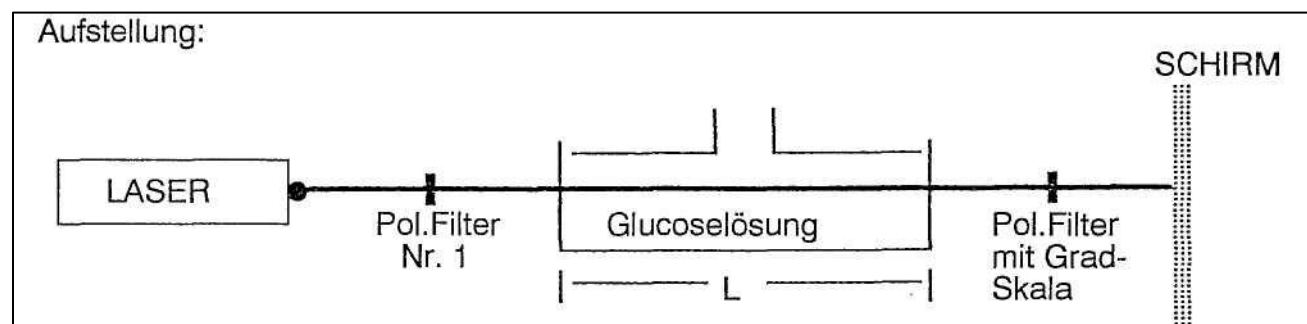 Aufstellung:
SCHIRM
LASER
Pol.Filter
Nr. 1
Glucoselösung
Pol.Filter
mit Grad-
Skala
L